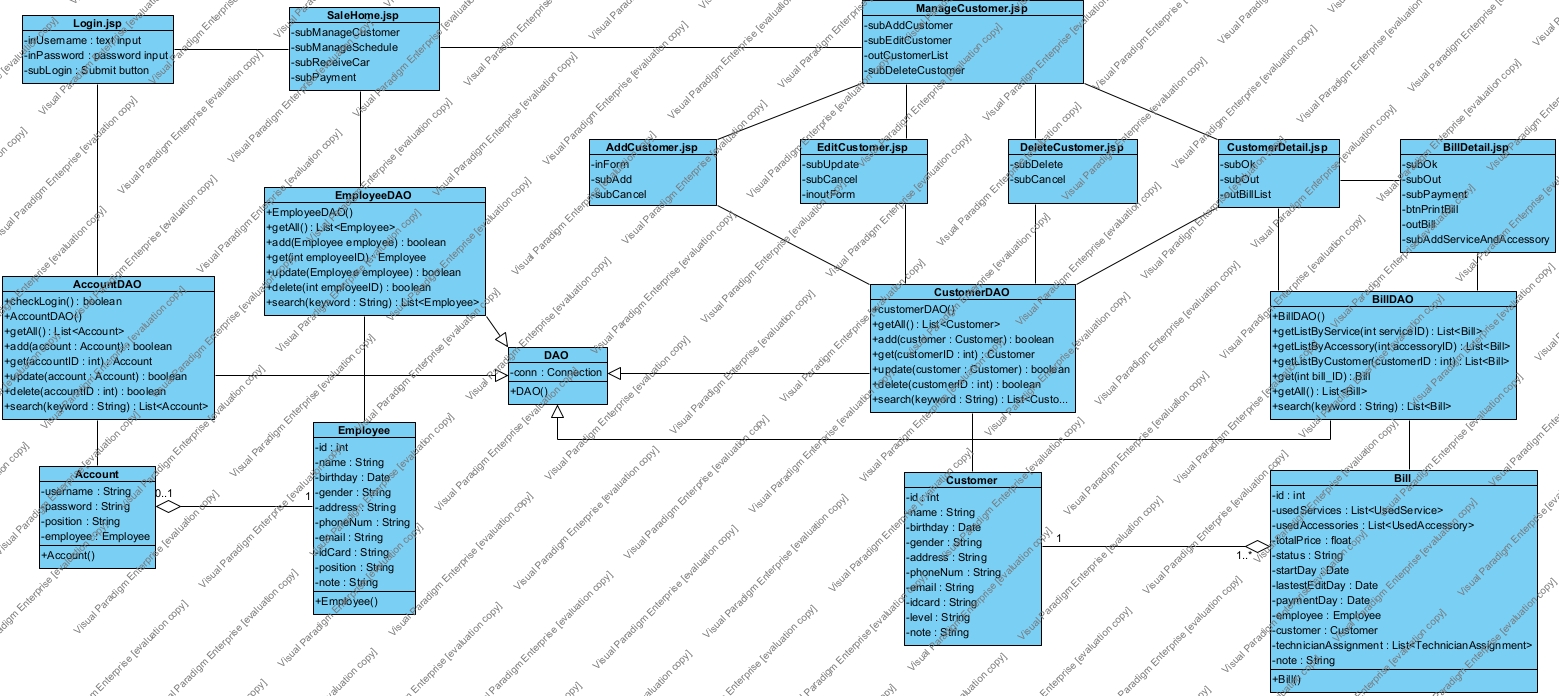 Login.jsp
-inUsername : text input
-inPassword : password input
-subLogin : Submit button
SaleHome.jsp
-subManageCustomer
-subManageSchedule
-subReceiveCar
-subPayment
ManageCustomer.jsp
-subAddCustomer
-subEditCustomer
-outCustomerList
-subDeleteCustomer
AddCustomer.jsp
-inForm
-subAdd
-subCancel
EditCustomer.jsp
-subUpdate
-subCancel
-inoutForm
DeleteCustomer.jsp
-subDelete
-subCancel
CustomerDetail.jsp
-subOk
-subOut
-outBillList
BillDetail.jsp
-subOk
-subOut
-subPayment
-btnPrintBill
-outBill
-subAddServiceAndAccessory
EmployeeDAO
+EmployeeDAO()
+getAll() : List<Employee>
+add(Employee employee) : boolean
+get(int employeeID) : Employee
+update(Employee employee) : boolean
+delete(int employeeID) : boolean
+search(keyword : String) : List<Employee>
AccountDAO
+checkLogin() : boolean
+AccountDAO()
+getAll() : List<Account>
+add(account : Account) : boolean
+get(accountID : int) : Account
+update(account : Account) : boolean
+delete(accountID : int) : boolean
+search(keyword : String) : List<Account>
DAO
-conn : Connection
+DAO()
CustomerDAO
+customerDAO()
+getAll() : List<Customer>
+add(customer : Customer) : boolean
+get(customerID : int) : Customer
+update(customer : Customer) : boolean
+delete(customerID : int) : boolean
+search(keyword : String) : List<Custo...
BillDAO
+BillDAO()
+getListByService(int serviceID) : List<Bill>
+getListByAccessory(int accessoryID) : List<Bill>
+getListByCustomer(customerID : int) : List<Bill>
+get(int bill_ID) : Bill
+getAll() : List<Bill>
+search(keyword : String) : List<Bill>
Account
-username : String
-password : String
-position : String
-employee : Employee
+Account()
0..1
1
Employee
-id : int
-name : String
-birthday : Date
-gender : String
-address : String
-phoneNum : String
-email : String
-idCard : String
-position : String
-note : String
+Employee()
Customer
-id : int
-name : String
-birthday : Date
-gender : String
-address : String
-phoneNum : String
-email : String
-idcard : String
-level : String
-note : String
1
1..*
Bill
-id : int
-usedServices : List<UsedService>
-usedAccessories : List<UsedAccessory>
-totalPrice : float
-status : String
-startDay : Date
-lastestEditDay : Date
-paymentDay : Date
-employee : Employee
-customer : Customer
-technicianAssignment : List<TechnicianAssignment>
-note : String
+Bill()
Visual Paradigm Enterprise [evaluation copy]